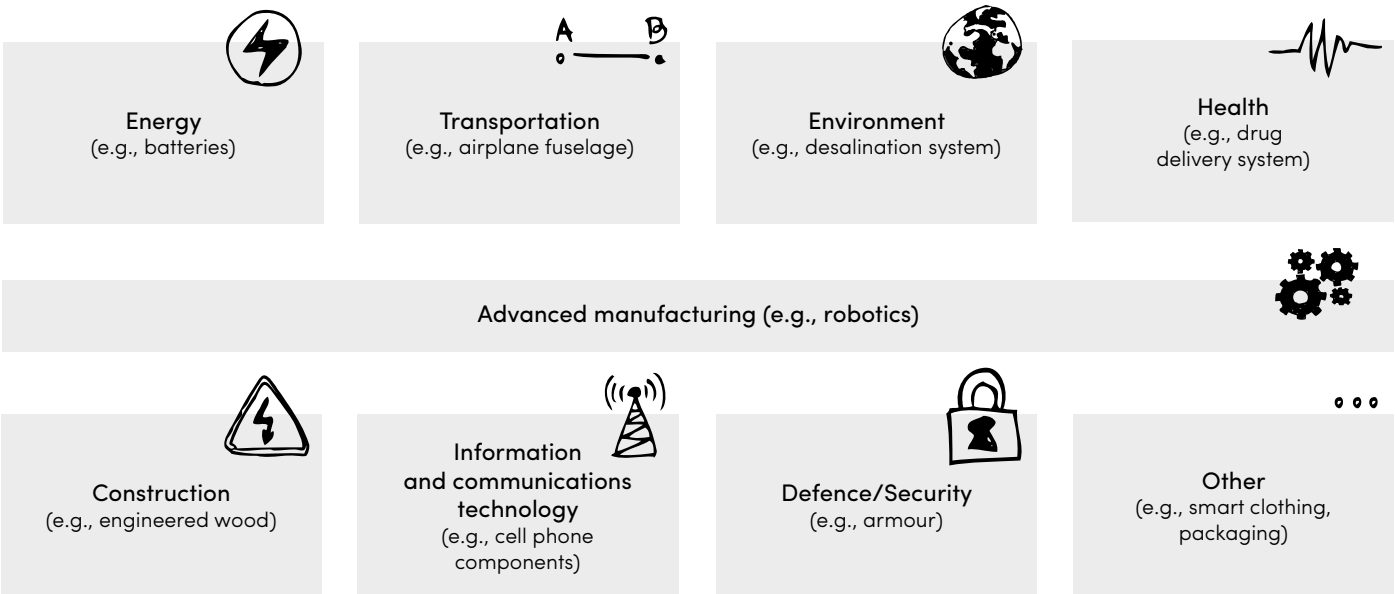 A B
Energy
(e.g., batteries)
Transportation
(e.g., airplane fuselage)
Environment
(e.g., desalination system)
Health
(e.g., drug
delivery system)
Advanced manufacturing (e.g., robotics)
Construction
(e.g., engineered wood)
Information
and communications
technology
(e.g., cell phone
components)
Defence/Security
(e.g., armour)
Other
(e.g., smart clothing,
packaging)